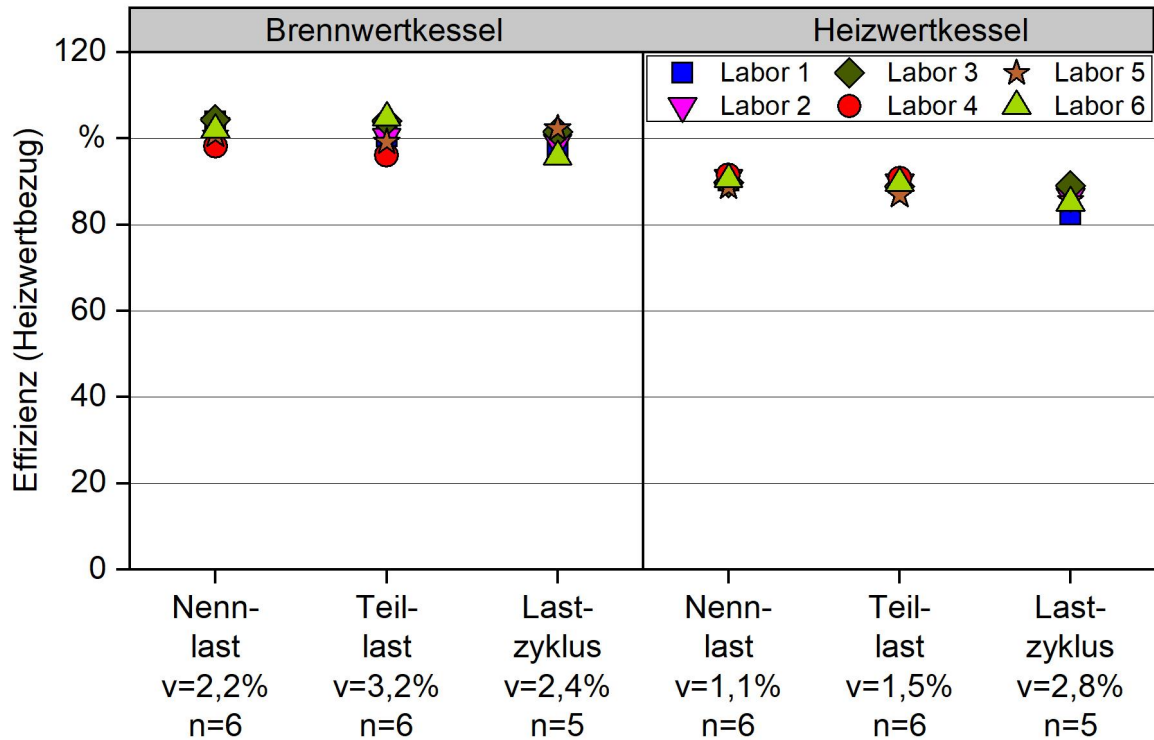 Brennwertkessel
Heizwertkessel
Labor 1
Labor 3
Labor 5
Labor 2
Labor 4
Labor 6
Effizienz (Heizwertbezug)
120
%
80
60
40
20
0
Nenn-
last
v=2,2%
n=6
Teil-
last
v=3,2%
n=6
Last-
zyklus
v=2,4%
n=5
Nenn-
last
v=1,1%
n=6
Teil-
last
v=1,5%
n=6
Last-
zyklus
v=2,8%
n=5